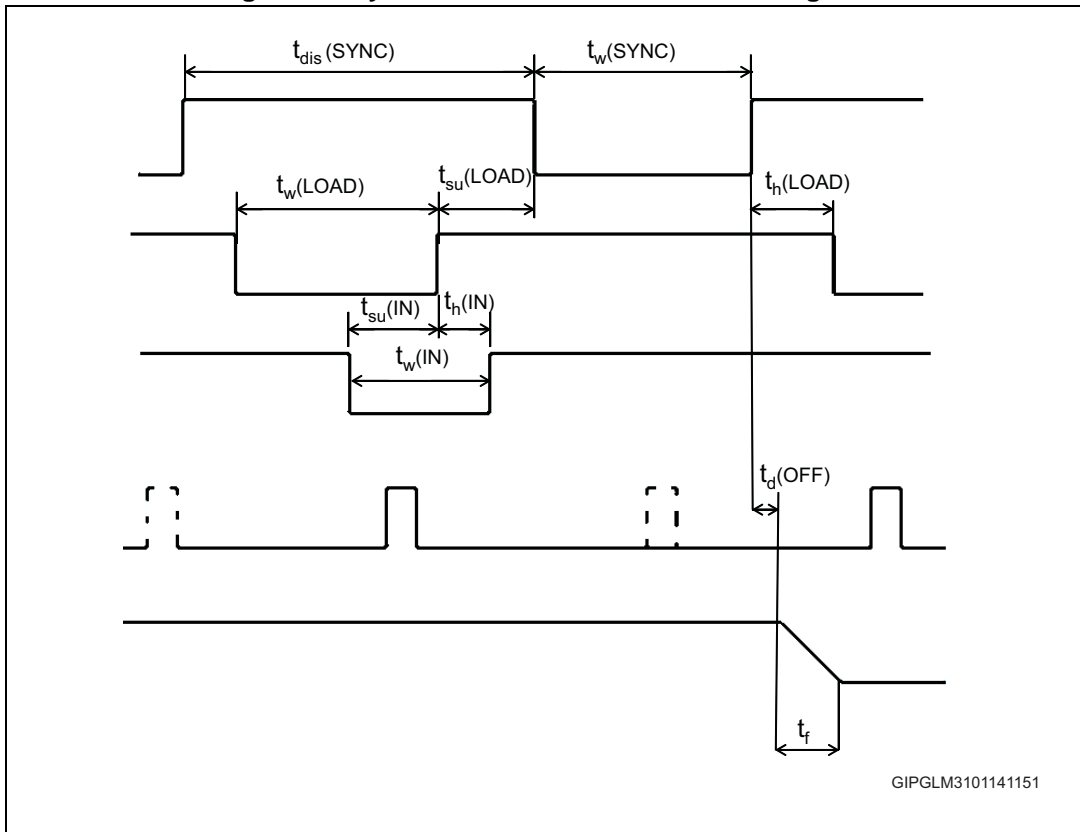 t_dis(SYNC) t_w(SYNC)
t_w(LOAD) t_su(LOAD) t_h(LOAD)
t_su(IN) t_h(IN)
t_w(IN)
t_d(OFF)
t_f
GIPGLM3101141151